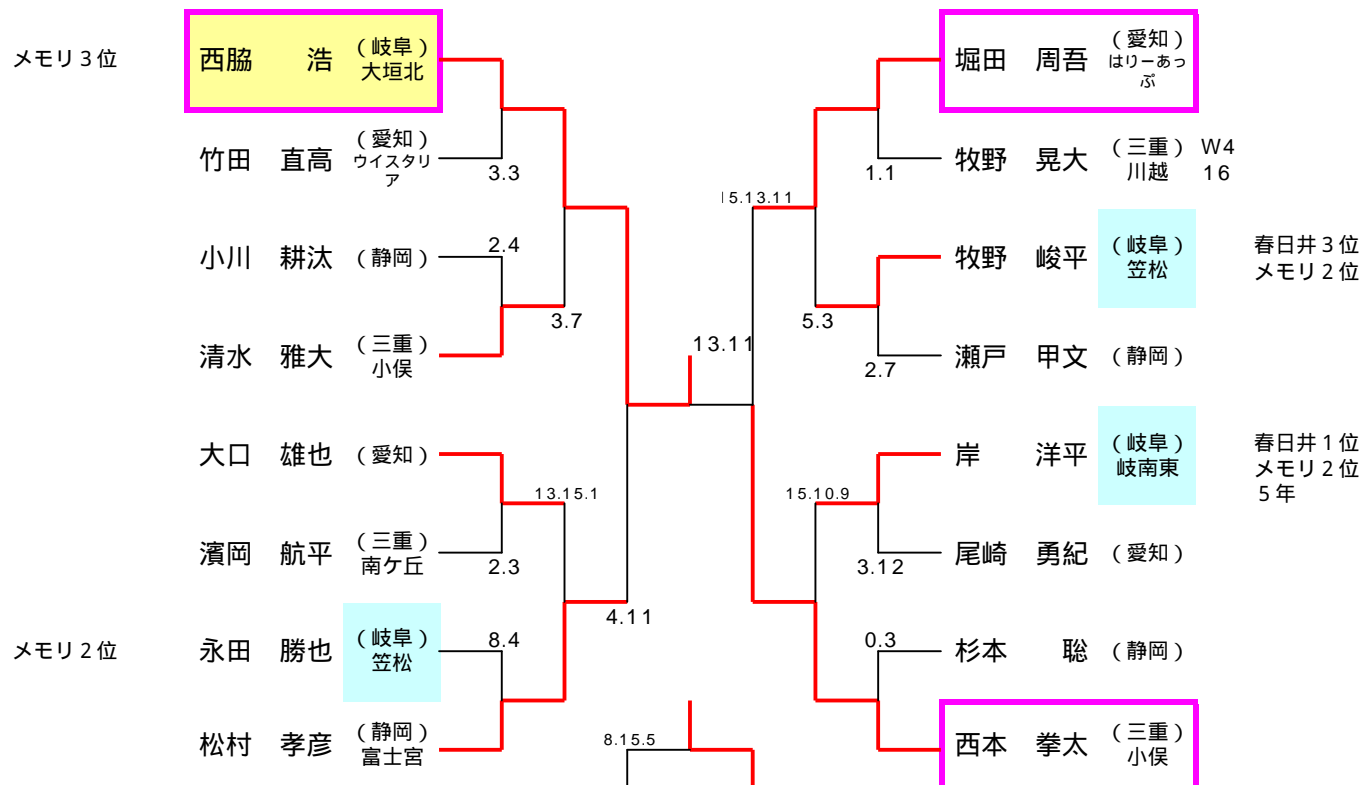 メモリ3位
西脇 浩 (岐阜)
大垣北
竹田 直高 (愛知)
ウイスタリ
ア
3.3
小川 耕汰 (静岡)
2.4
清水 雅大 (三重)
小俣
3.7
大口 雄也 (愛知)
13.15.1
濱岡 航平 (三重)
南ケ丘
2.3
メモリ2位
永田 勝也 (岐阜)
笠松
8.4
4.11
松村 孝彦 (静岡)
富士宮
13.11
8.15.5
堀田 周吾 (愛知)
はりーあっ
ぷ
牧野 晃大 (三重)
川越
W4
16
1.1
15.13.11
牧野 峻平 (岐阜)
笠松
春日井3位
メモリ2位
5.3
瀬戸 甲文 (静岡)
2.7
岸 洋平 (岐阜)
岐南東
春日井1位
メモリ2位
5年
15.10.9
尾崎 勇紀 (愛知)
3.12
杉本 聡 (静岡)
0.3
西本 拳太 (三重)
小俣